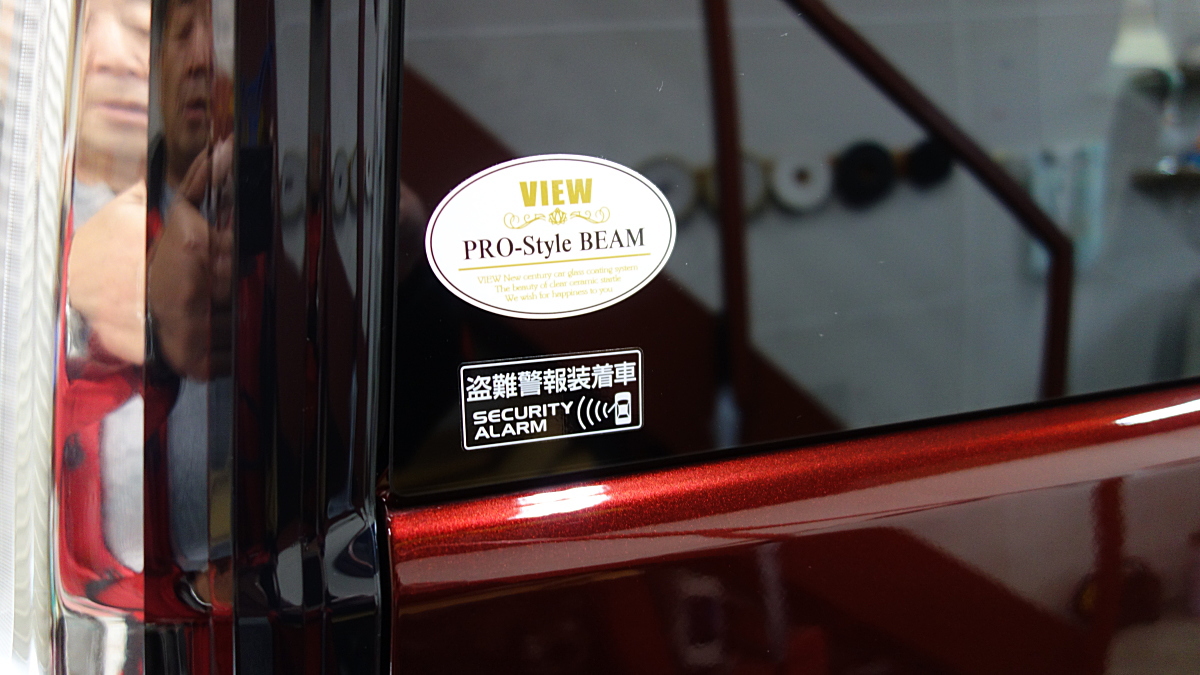 VIEW
PRO-Style BEAM
VIEW New century car glass coating system
The beauty of clear ceramic
We wish for happiness to you
盗難警報装着車
SECURITY
ALARM